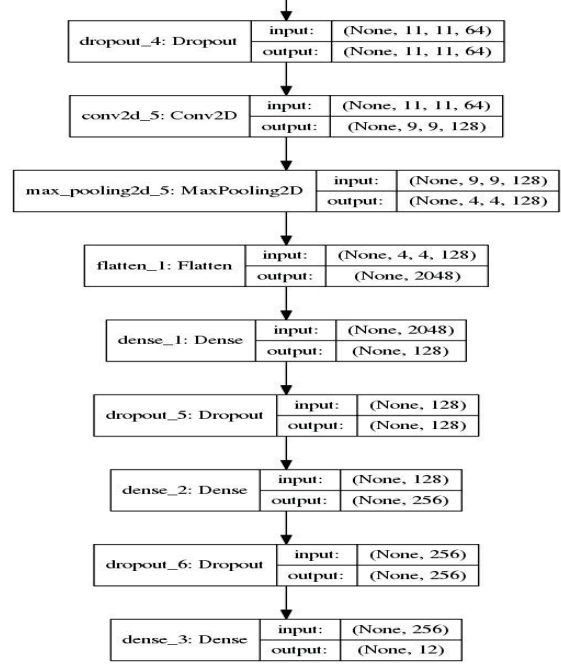 dropout_4: Dropout
input: (None, 11, 11, 64)
output: (None, 11, 11, 64)
conv2d_5: Conv2D
input: (None, 11, 11, 64)
output: (None, 9, 9, 128)
max_pooling2d_5: MaxPooling2D
input: (None, 9, 9, 128)
output: (None, 4, 4, 128)
flatten_1: Flatten
input: (None, 4, 4, 128)
output: (None, 2048)
dense_1: Dense
input: (None, 2048)
output: (None, 128)
dropout_5: Dropout
input: (None, 128)
output: (None, 128)
dense_2: Dense
input: (None, 128)
output: (None, 256)
dropout_6: Dropout
input: (None, 256)
output: (None, 256)
dense_3: Dense
input: (None, 256)
output: (None, 12)